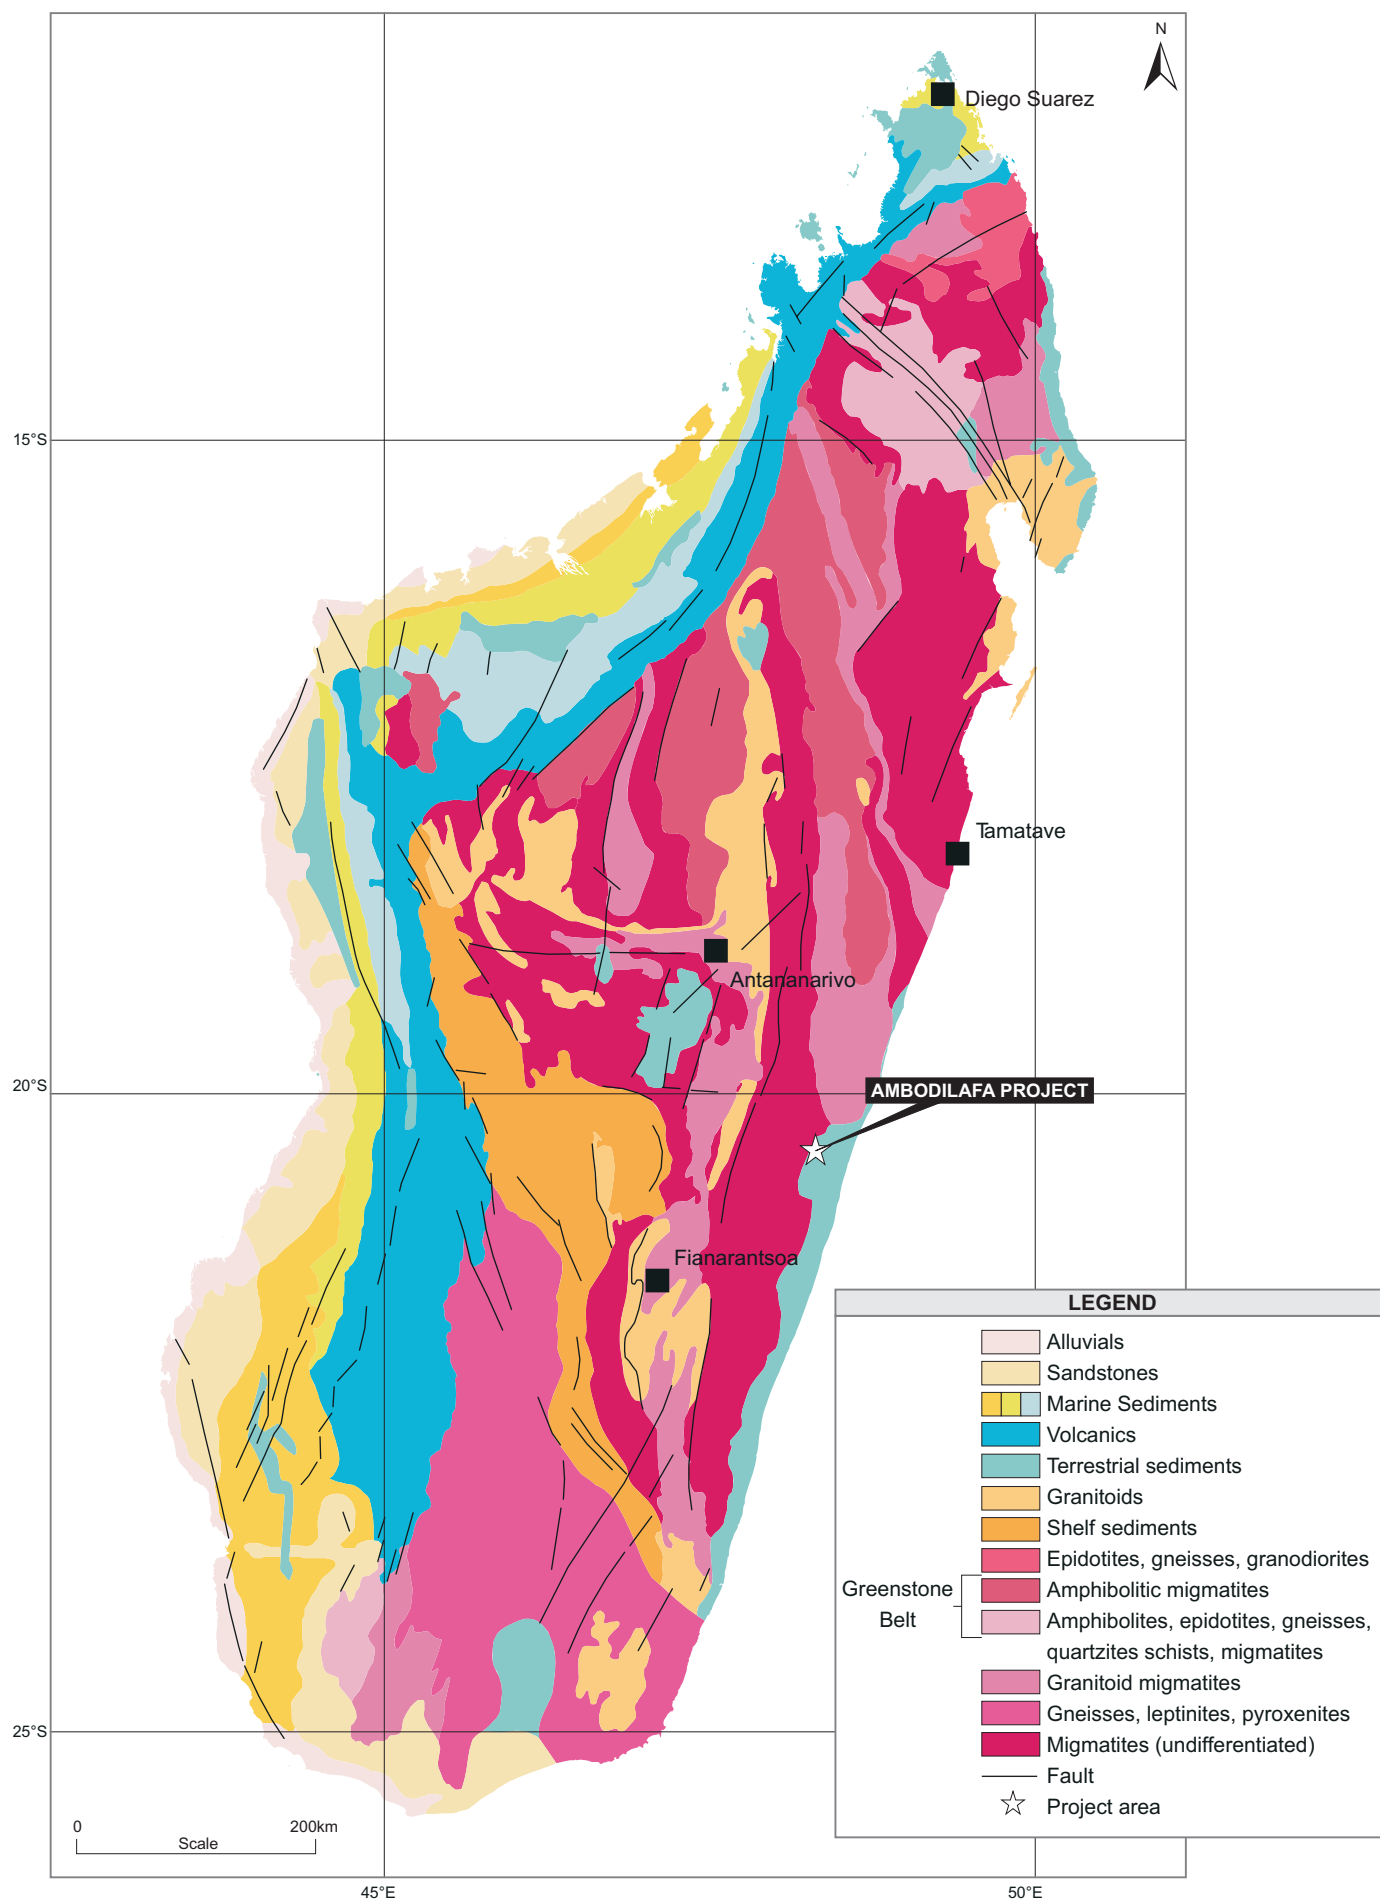 N
Diego Suarez
15°S
Tamatave
Antananarivo
20°S
AMBODILAFA PROJECT
Fianarantsoa
LEGEND
Alluvials
Sandstones
Marine Sediments
Volcanics
Terrestrial sediments
Granitoids
Shelf sediments
Epidotites, gneisses, granodiorites
Greenstone
Belt
Amphibolitic migmatites
Amphibolites, epidotites, gneisses,
quartzites schists, migmatites
Granitoid migmatites
Gneisses, leptinites, pyroxenites
Migmatites (undifferentiated)
Fault
Project area
25°S
0 200km
Scale
45°E 50°E